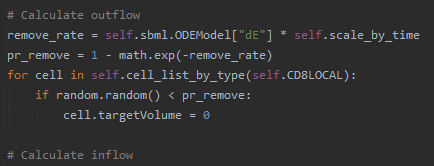 # Calculate outflow
remove_rate = self.sbml.ODEModel["dE"] * self.scale_by_time
pr_remove = 1 - math.exp(-remove_rate)
for cell in self.cell_list_by_type(self.CD8LOCAL):
    if random.random() < pr_remove:
        cell.targetVolume = 0
# Calculate inflow